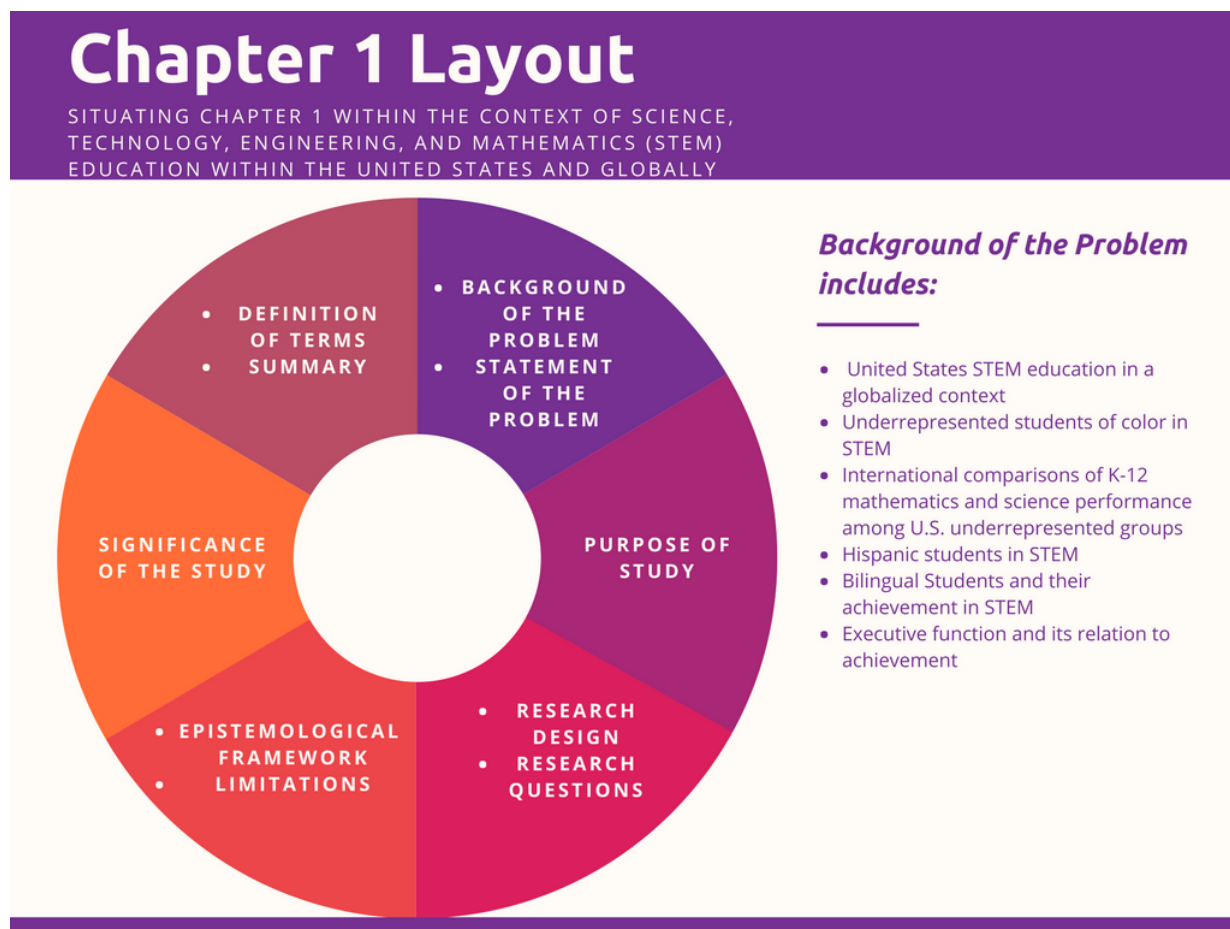 Chapter 1 Layout
SITUATING CHAPTER 1 WITHIN THE CONTEXT OF SCIENCE,
TECHNOLOGY, ENGINEERING, AND MATHEMATICS (STEM)
EDUCATION WITHIN THE UNITED STATES AND GLOBALLY
• BACKGROUND
OF THE
PROBLEM
• STATEMENT
OF THE
PROBLEM
PURPOSE OF
STUDY
• RESEARCH
DESIGN
• RESEARCH
QUESTIONS
• EPISTEMOLOGICAL
FRAMEWORK
• LIMITATIONS
SIGNIFICANCE
OF THE STUDY
• DEFINITION
OF TERMS
• SUMMARY
Background of the Problem
includes:
• United States STEM education in a
globalized context
• Underrepresented students of color in
STEM
• International comparisons of K-12
mathematics and science performance
among U.S. underrepresented groups
• Hispanic students in STEM
• Bilingual Students and their
achievement in STEM
• Executive function and its relation to
achievement